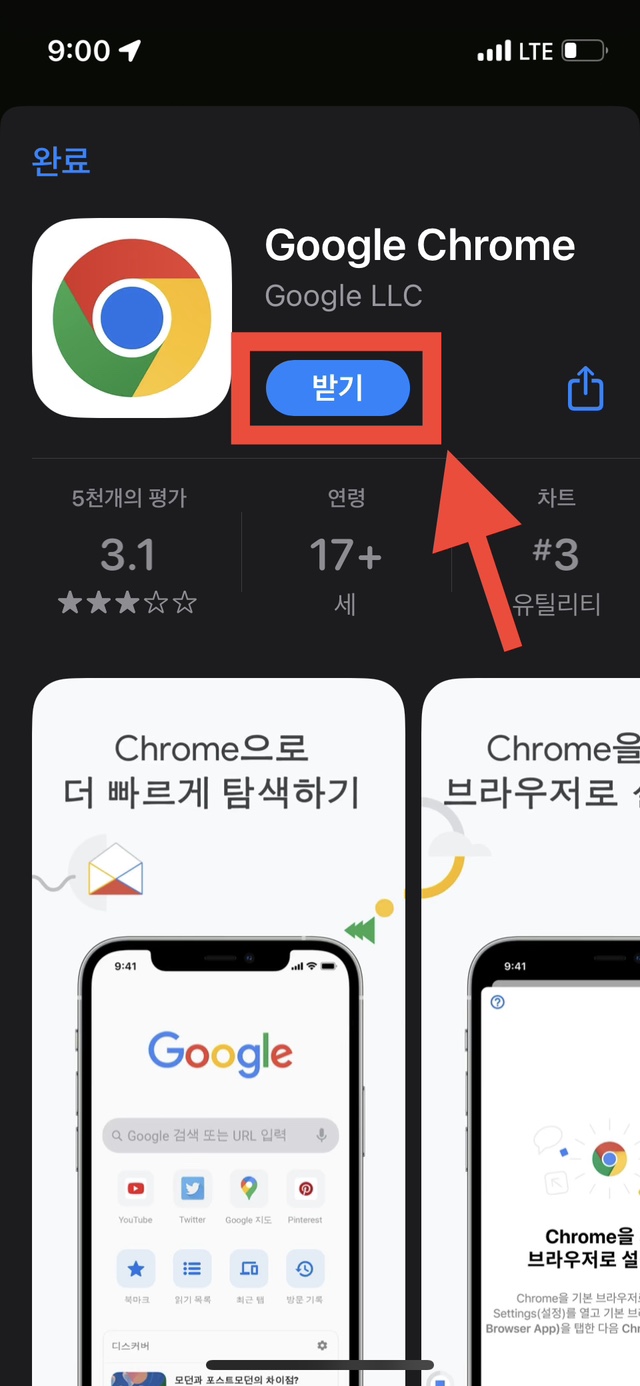 9:00
LTE
완료
Google Chrome
Google LLC
받기
5천개의 평가
연령
차트
3.1
17+
#3
세
유틸리티
Chrome으로
더 빠르게 탐색하기
9:41
Google
Google 검색 또는 URL 입력
YouTube
Twitter
Google 지도
Pinterest
북마크
읽기 목록
최근 탭
방문 기록
디스커버
모던과 포스트모던의 차이점?
Chrome을
브라우저로
9:41
Chrome을
브라우저로 설
Chrome을 기본 브라우저로
Settings(설정)를 열고 기본 브
Browser App)을 탭한 다음 Chr